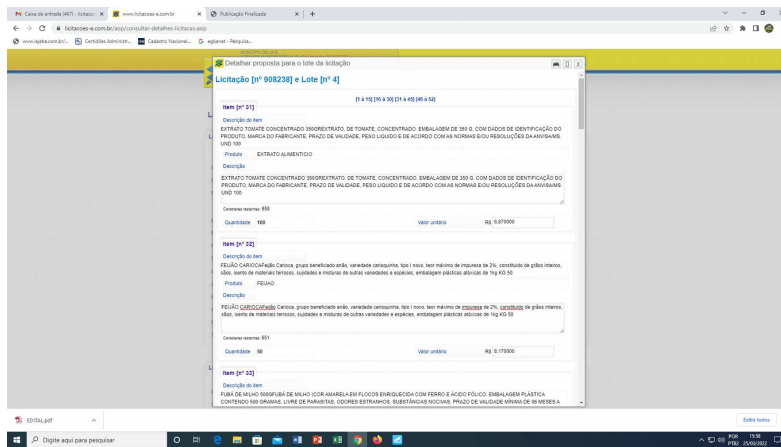 Caixa de entrada (497) - licitacoe
www.licitacoes-e.com.br
Publicação Finalizada
licitacoes-e.com.br/aop/consultar-detalhes-licitacao.aop
Certidões Administr...
Cadastro Nacional...
egbanet - Pesquisa...
Detalhar proposta para o lote da licitação
Licitação [nº 908238] e Lote [nº 4]
[1 à 15] [16 à 30] [31 à 45] [46 à 52]
Item [nº 31]
Descrição do item
EXTRATO TOMATE CONCENTRADO 350GREXTRATO, DE TOMATE, CONCENTRADO. EMBALAGEM DE 350 G, COM DADOS DE IDENTIFICAÇÃO DO
PRODUTO, MARCA DO FABRICANTE, PRAZO DE VALIDADE, PESO LIQUIDO E DE ACORDO COM AS NORMAS E/OU RESOLUÇÕES DA ANVISA/MS.
UND 100
Produto EXTRATO ALIMENTICIO
Descrição
EXTRATO TOMATE CONCENTRADO 350GREXTRATO, DE TOMATE, CONCENTRADO. EMBALAGEM DE 350 G, COM DADOS DE IDENTIFICAÇÃO DO
PRODUTO, MARCA DO FABRICANTE, PRAZO DE VALIDADE, PESO LIQUIDO E DE ACORDO COM AS NORMAS E/OU RESOLUÇÕES DA ANVISA/MS.
UND 100
Caracteres restantes: 658
Quantidade 100 Valor unitário R$ 6,870000
Item [nº 32]
Descrição do item
FEIJÃO CARIOCAFeijão Carioca, grupo beneficiado anão, variedade carioquinha, tipo I novo, teor máximo de impureza de 2%, constituído de grãos inteiros,
sãos, isento de materiais terrosos, sujidades e misturas de outras variedades e espécies, embalagem plásticas atóxicas de 1kg KG 50
Produto FEIJAO
Descrição
FEIJÃO CARIOCAFeijão Carioca, grupo beneficiado anão, variedade carioquinha, tipo I novo, teor máximo de impureza de 2%, constituído de grãos inteiros,
sãos, isento de materiais terrosos, sujidades e misturas de outras variedades e espécies, embalagem plásticas atóxicas de 1kg KG 50
Caracteres restantes: 651
Quantidade 50 Valor unitário R$ 8,170000
Item [nº 33]
Descrição do item
FUBÁ DE MILHO 500GFUBÁ DE MILHO (COR AMARELA EM FLOCOS ENRIQUECIDA COM FERRO E ÁCIDO FÓLICO. EMBALAGEM PLÁSTICA
CONTENDO 500 GRAMAS. LIVRE DE PARASITAS, ODORES ESTRANHOS, SUBSTÂNCIAS NOCIVAS, PRAZO DE VALIDADE MÍNIMA DE 06 MESES A
EDITAL.pdf
Exibir todos
Digite aqui para pesquisar
POR 15:50
PTB2 25/03/2022